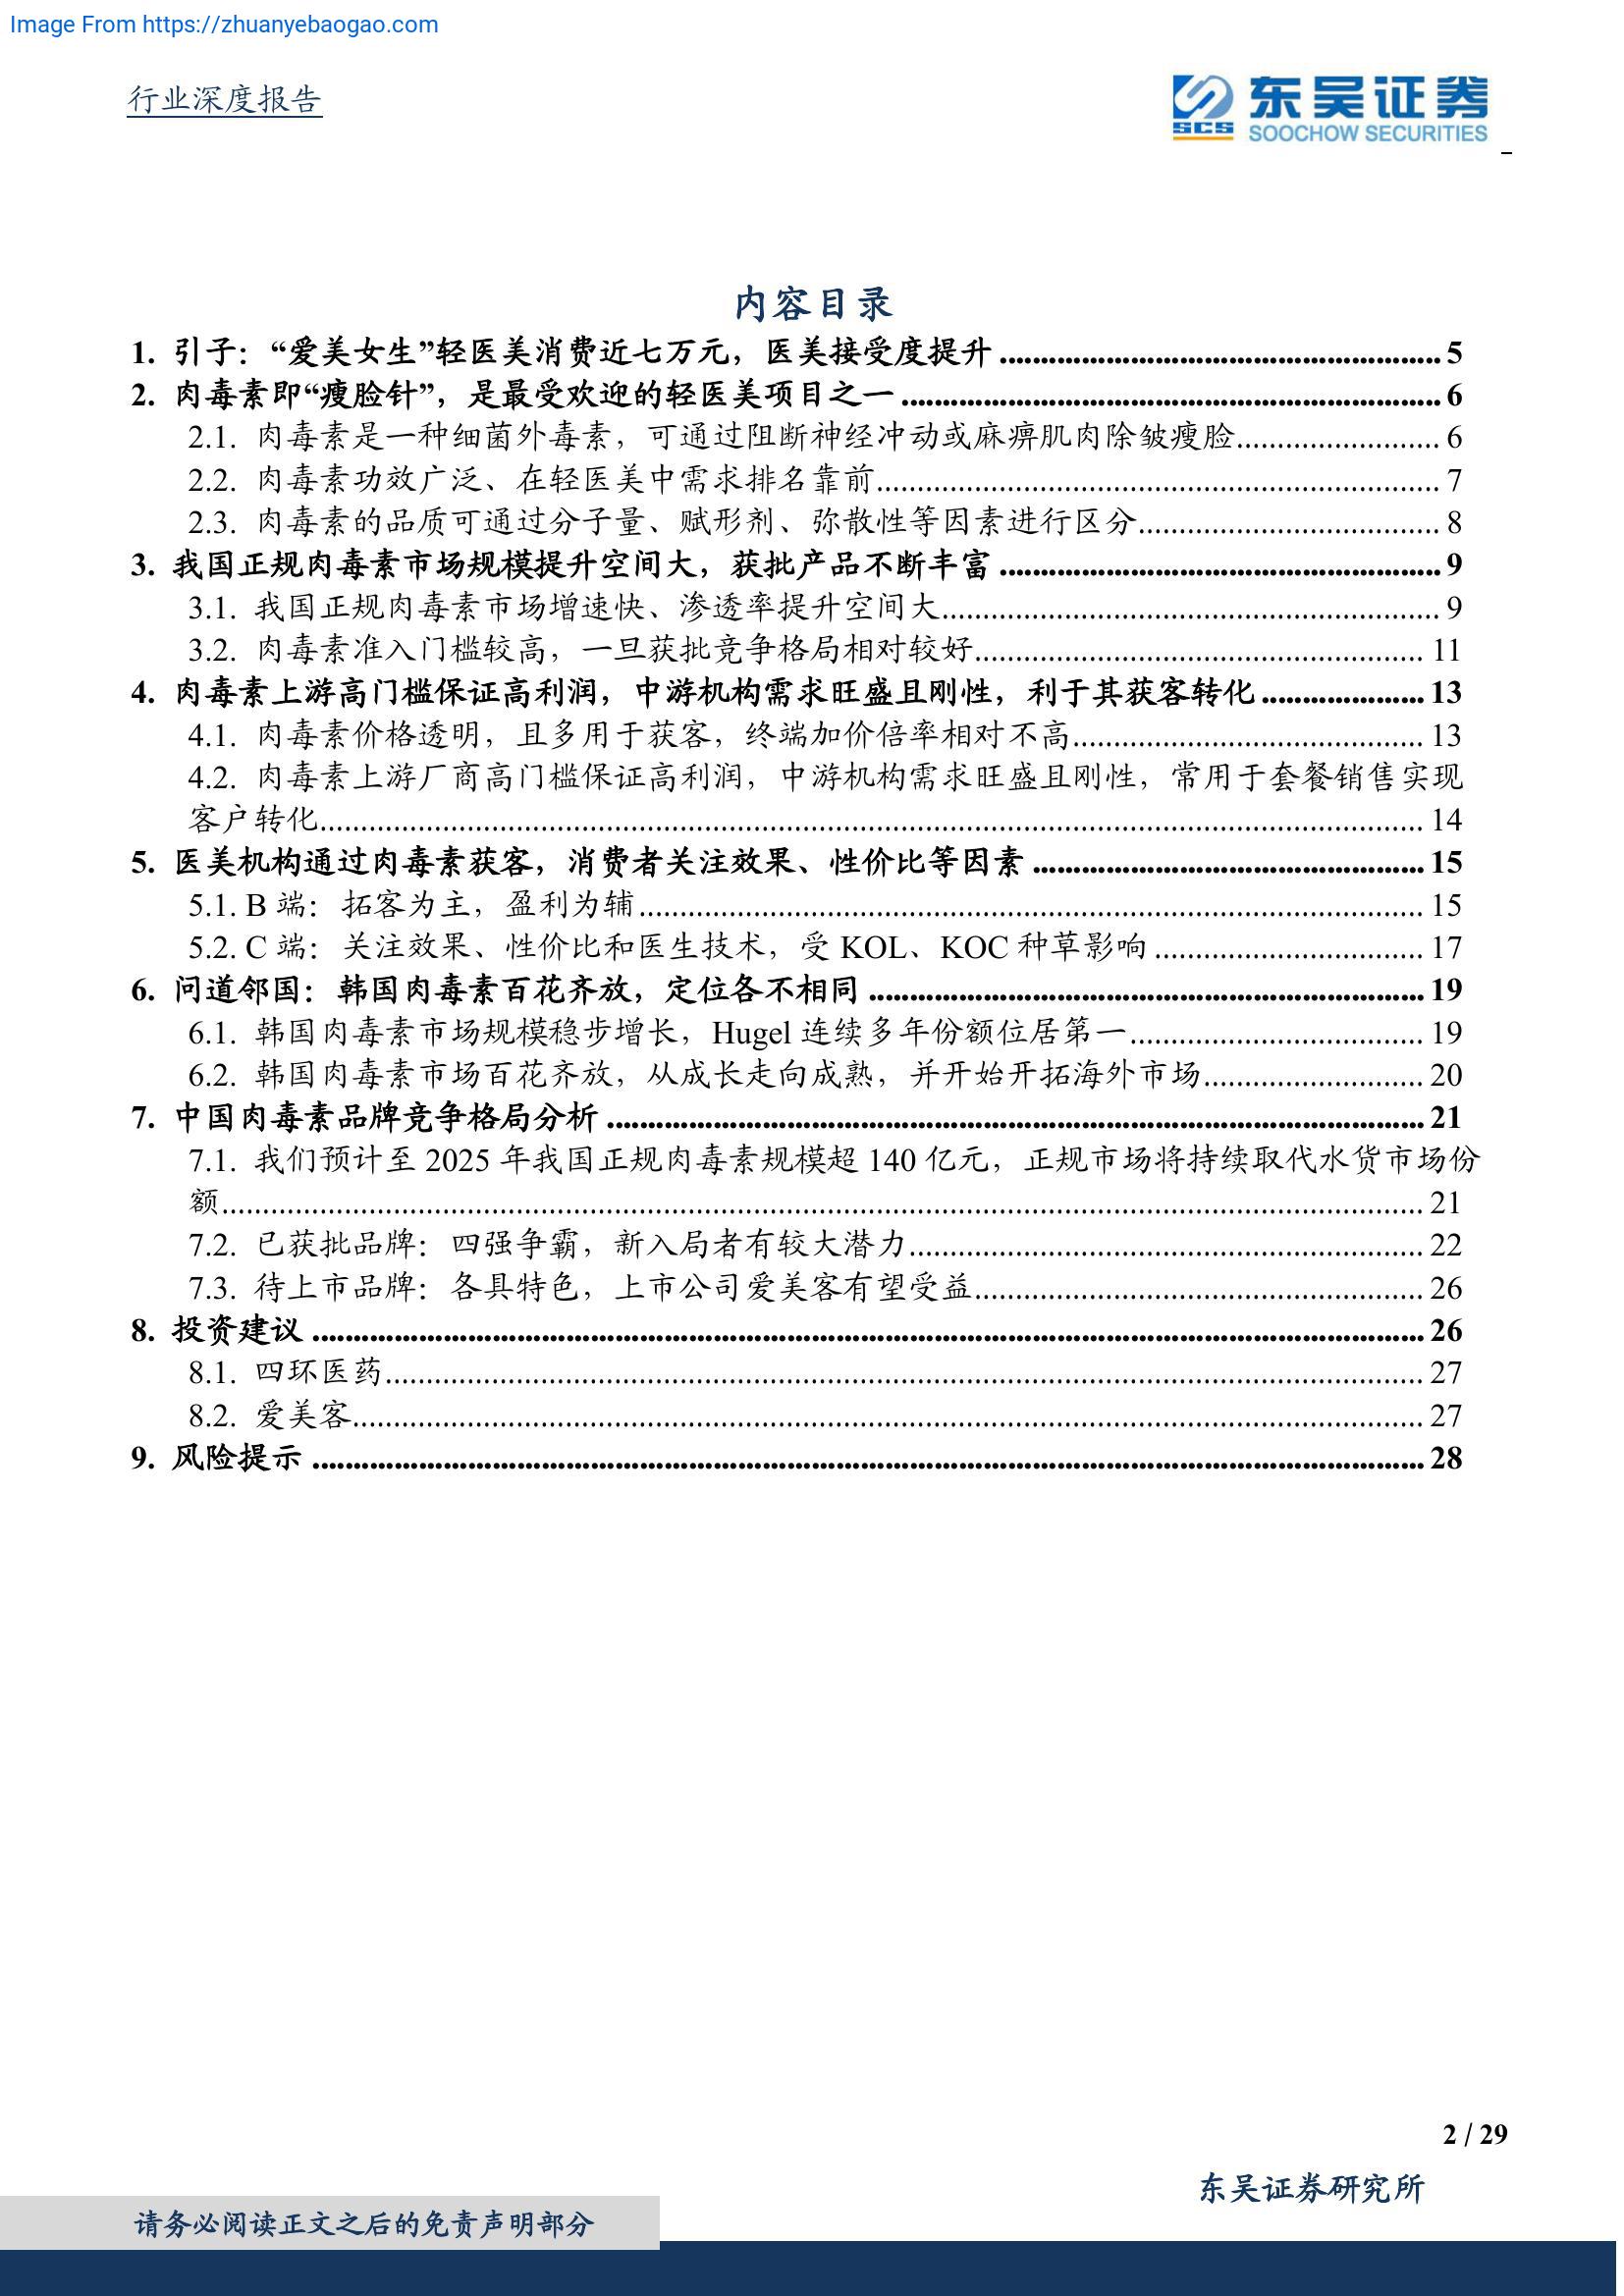 Image From https://zhuanyebaogao.com
行业深度报告
SCS
东吴证券
SOOCHOW SECURITIES
内容目录
1. 引子：“爱美女生”轻医美消费近七万元，医美接受度提升 5
2. 肉毒素即“瘦脸针”，是最受欢迎的轻医美项目之一 6
2.1. 肉毒素是一种细菌外毒素，可通过阻断神经冲动或麻痹肌肉除皱瘦脸 6
2.2. 肉毒素功效广泛、在轻医美中需求排名靠前 7
2.3. 肉毒素的品质可通过分子量、赋形剂、弥散性等因素进行区分 8
3. 我国正规肉毒素市场规模提升空间大，获批产品不断丰富 9
3.1. 我国正规肉毒素市场增速快、渗透率提升空间大 9
3.2. 肉毒素准入门槛较高，一旦获批竞争格局相对较好 11
4. 肉毒素上游高门槛保证高利润，中游机构需求旺盛且刚性，利于其获客转化 13
4.1. 肉毒素价格透明，且多用于获客，终端加价倍率相对不高 13
4.2. 肉毒素上游厂商高门槛保证高利润，中游机构需求旺盛且刚性，常用于套餐销售实现
客户转化 14
5. 医美机构通过肉毒素获客，消费者关注效果、性价比等因素 15
5.1. B 端：拓客为主，盈利为辅 15
5.2. C 端：关注效果、性价比和医生技术，受 KOL、KOC 种草影响 17
6. 问道邻国：韩国肉毒素百花齐放，定位各不相同 19
6.1. 韩国肉毒素市场规模稳步增长，Hugel 连续多年份额位居第一 19
6.2. 韩国肉毒素市场百花齐放，从成长走向成熟，并开始开拓海外市场 20
7. 中国肉毒素品牌竞争格局分析 21
7.1. 我们预计至 2025 年我国正规肉毒素规模超 140 亿元，正规市场将持续取代水货市场份
额 21
7.2. 已获批品牌：四强争霸，新入局者有较大潜力 22
7.3. 待上市品牌：各具特色，上市公司爱美客有望受益 26
8. 投资建议 26
8.1. 四环医药 27
8.2. 爱美客 27
9. 风险提示 28
2 / 29
东吴证券研究所
请务必阅读正文之后的免责声明部分